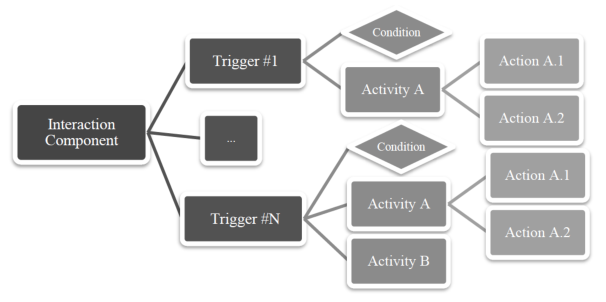 Condition
Trigger #1
Action A.1
Activity A
Action A.2
Interaction
Component
...
Condition
Action A.1
Trigger #N
Activity A
Action A.2
Activity B